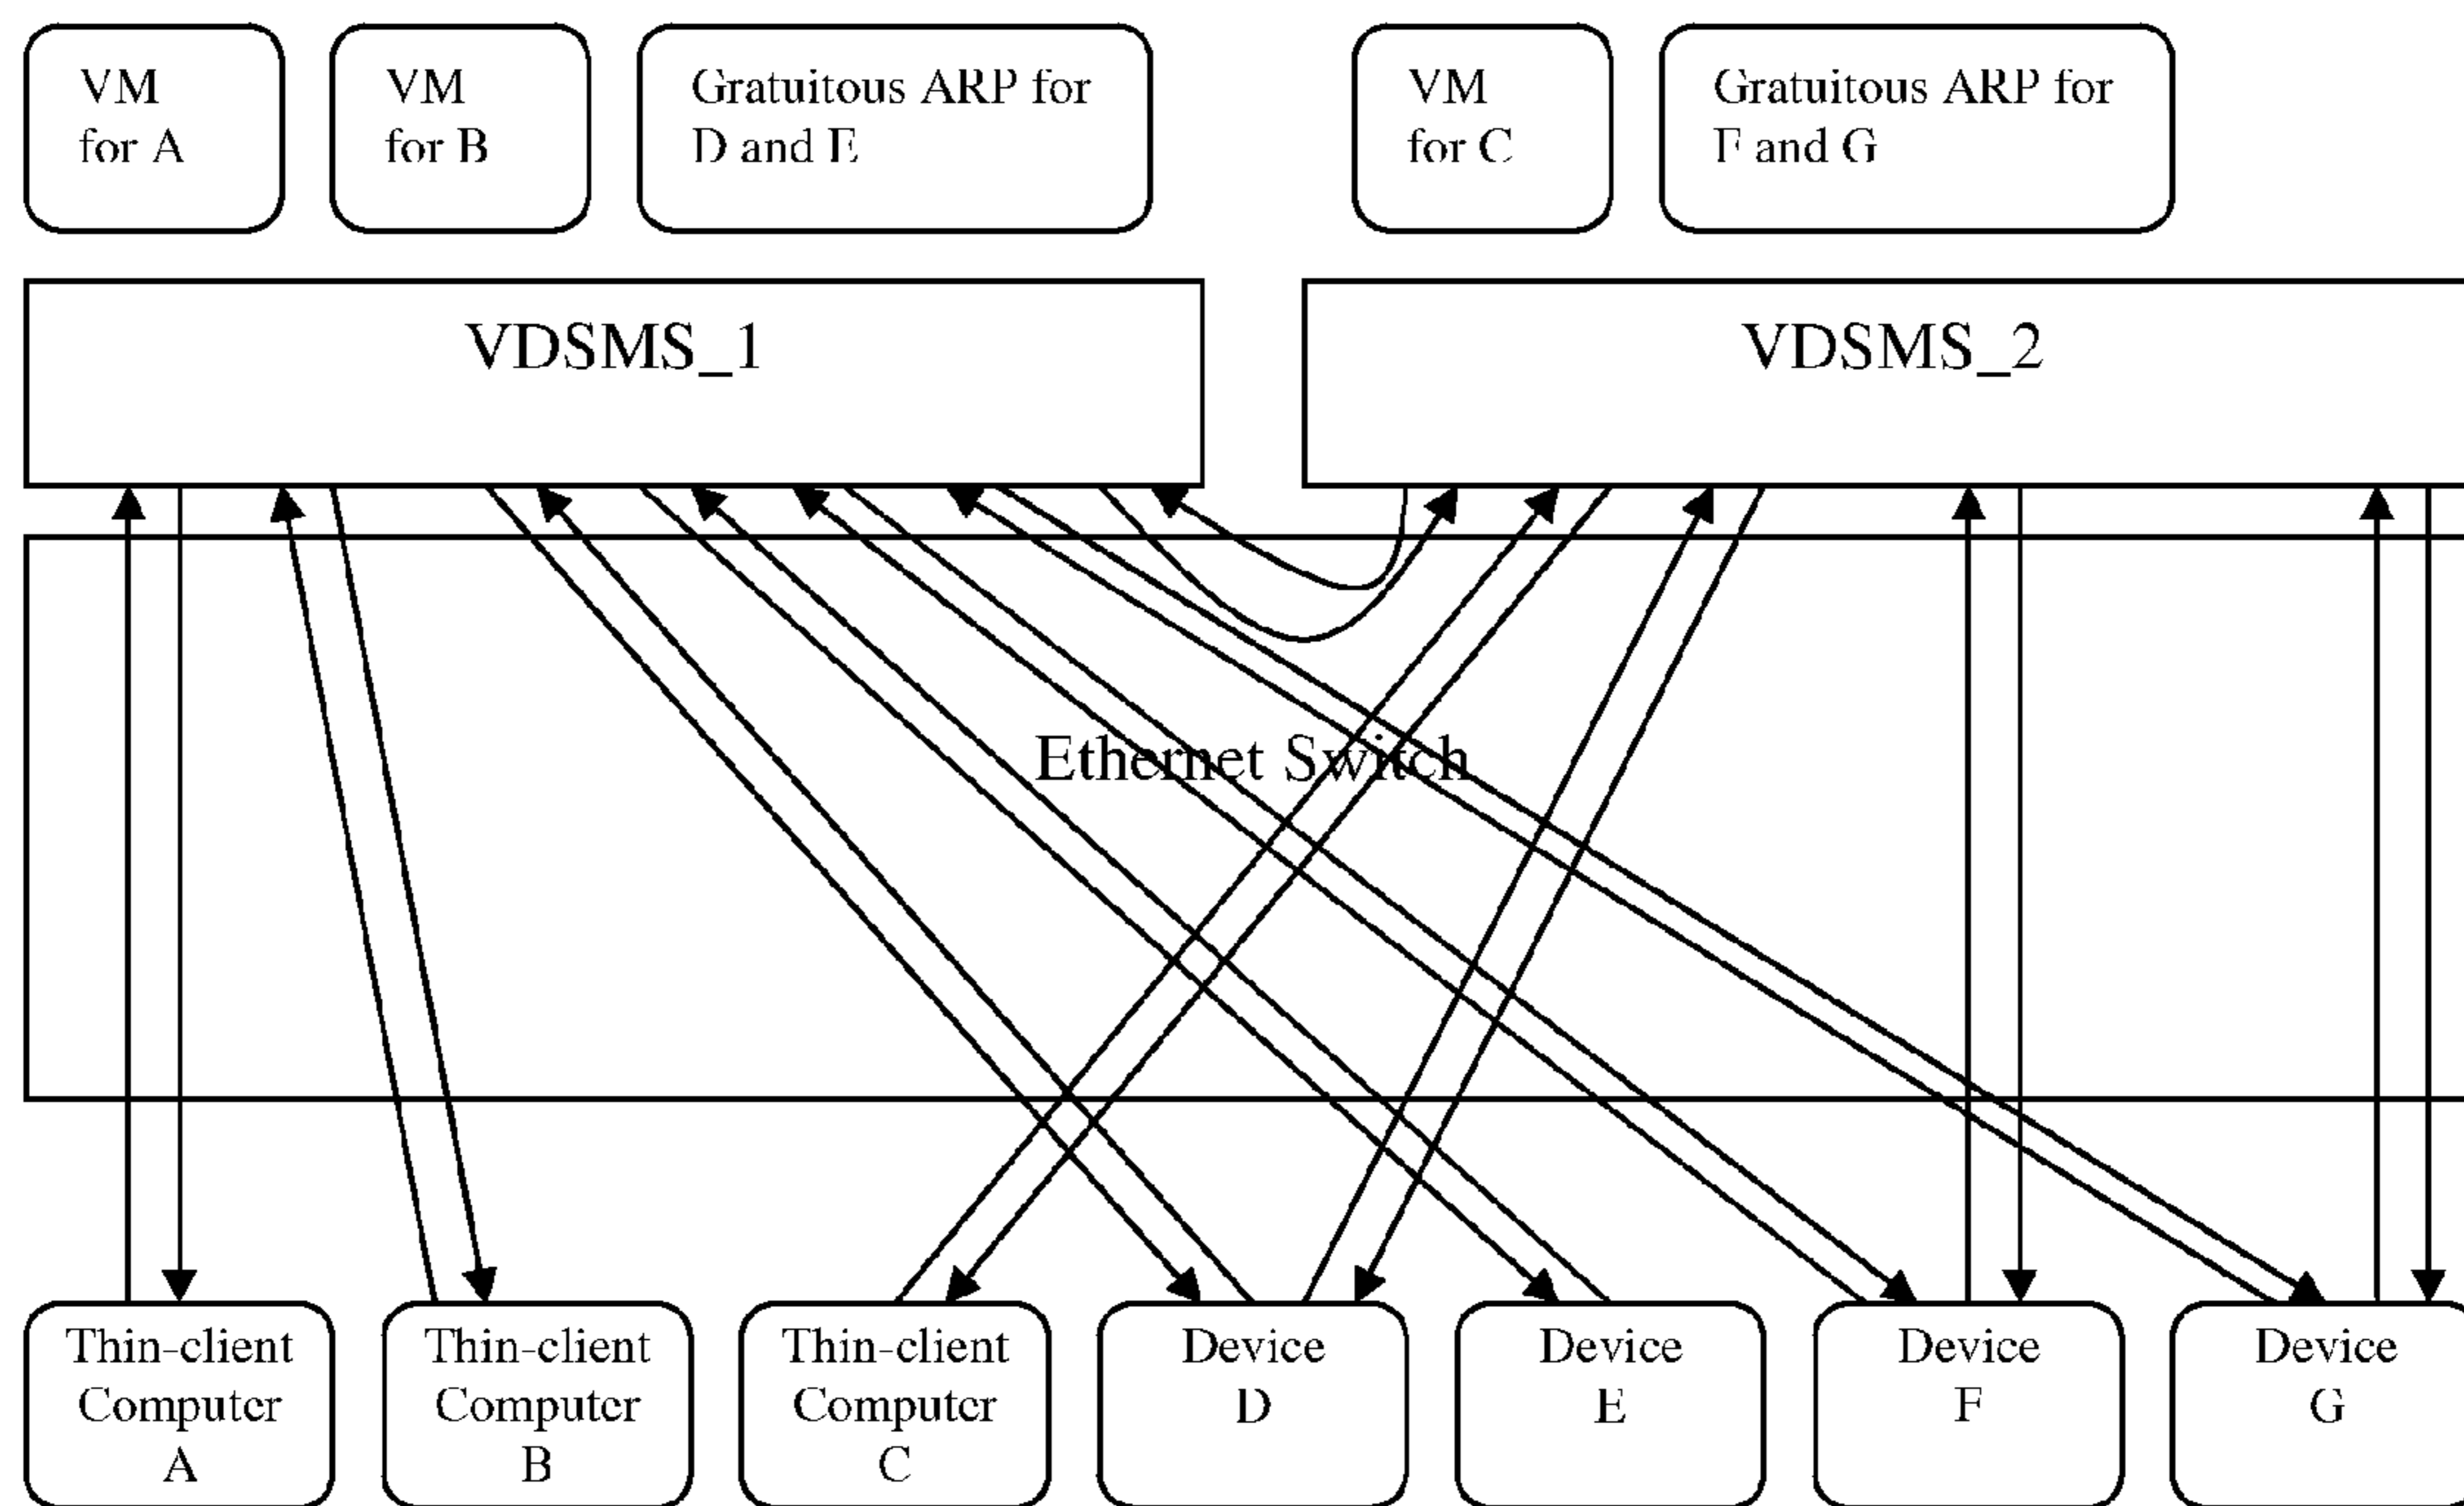 VM
for A
VM
for B
Gratuitous ARP for
D and E
VM
for C
Gratuitous ARP for
F and G
VDSMS_1
VDSMS_2
Ethernet Switch
Thin-client
Computer
A
Thin-client
Computer
B
Thin-client
Computer
C
Device
D
Device
E
Device
F
Device
G